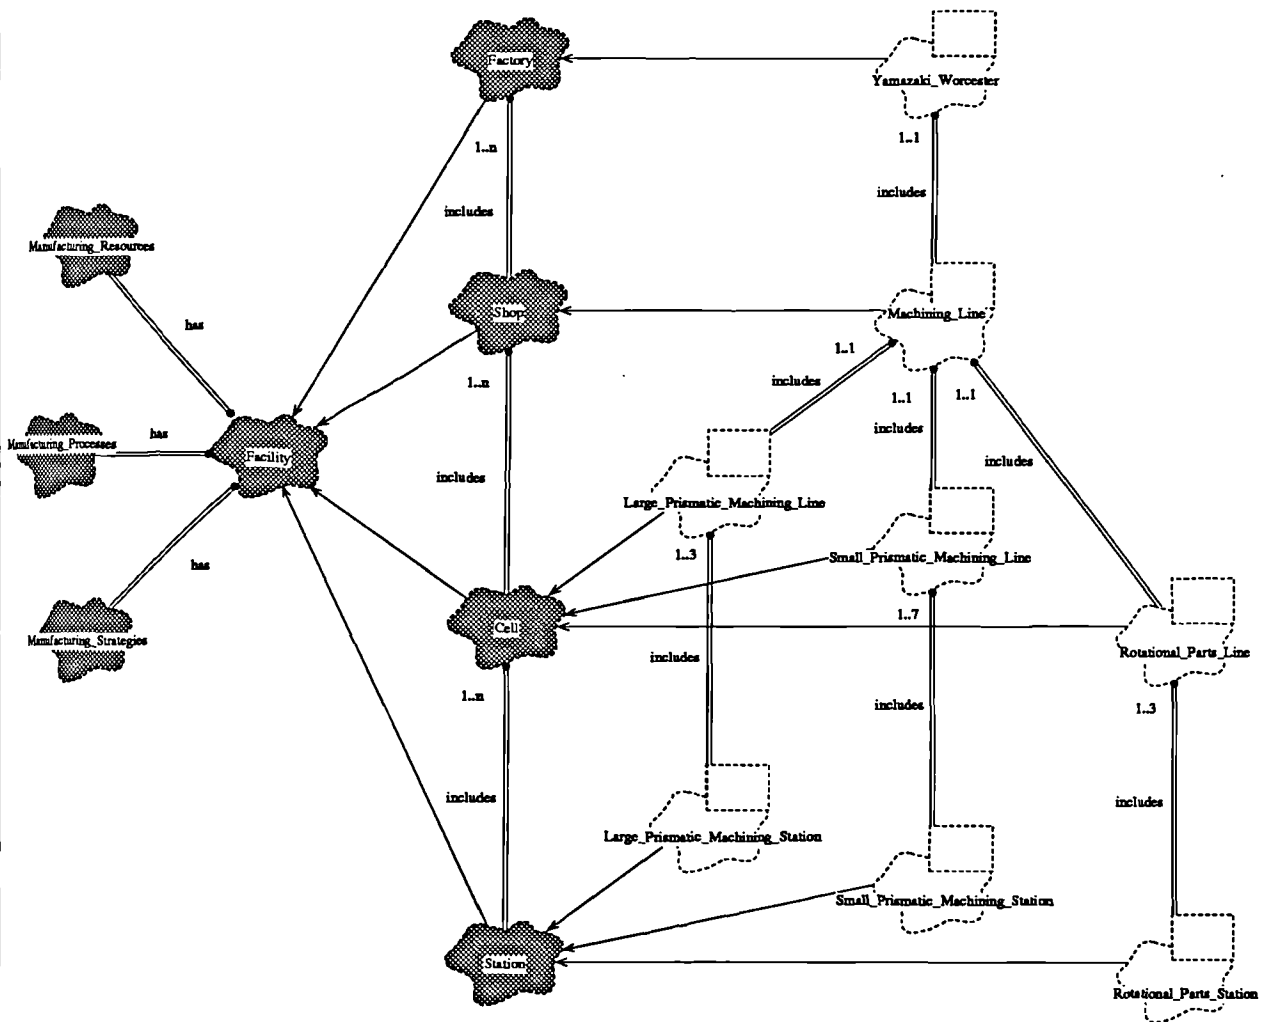 Factory
Yamazaki_Worcester
1..n
1..1
includes
includes
Manufacturing_Resources
has
Shop
Machining_Line
1..n
1..1
includes
1..1
1..1
includes
includes
Manufacturing_Processes
has
Facility
includes
Large_Prismatic_Machining_Line
1..3
Small_Prismatic_Machining_Line
has
Manufacturing_Strategies
Cell
1..7
includes
Rotational_Parts_Line
1..n
includes
1..3
includes
includes
Large_Prismatic_Machining_Station
Small_Prismatic_Machining_Station
Station
Rotational_Parts_Station